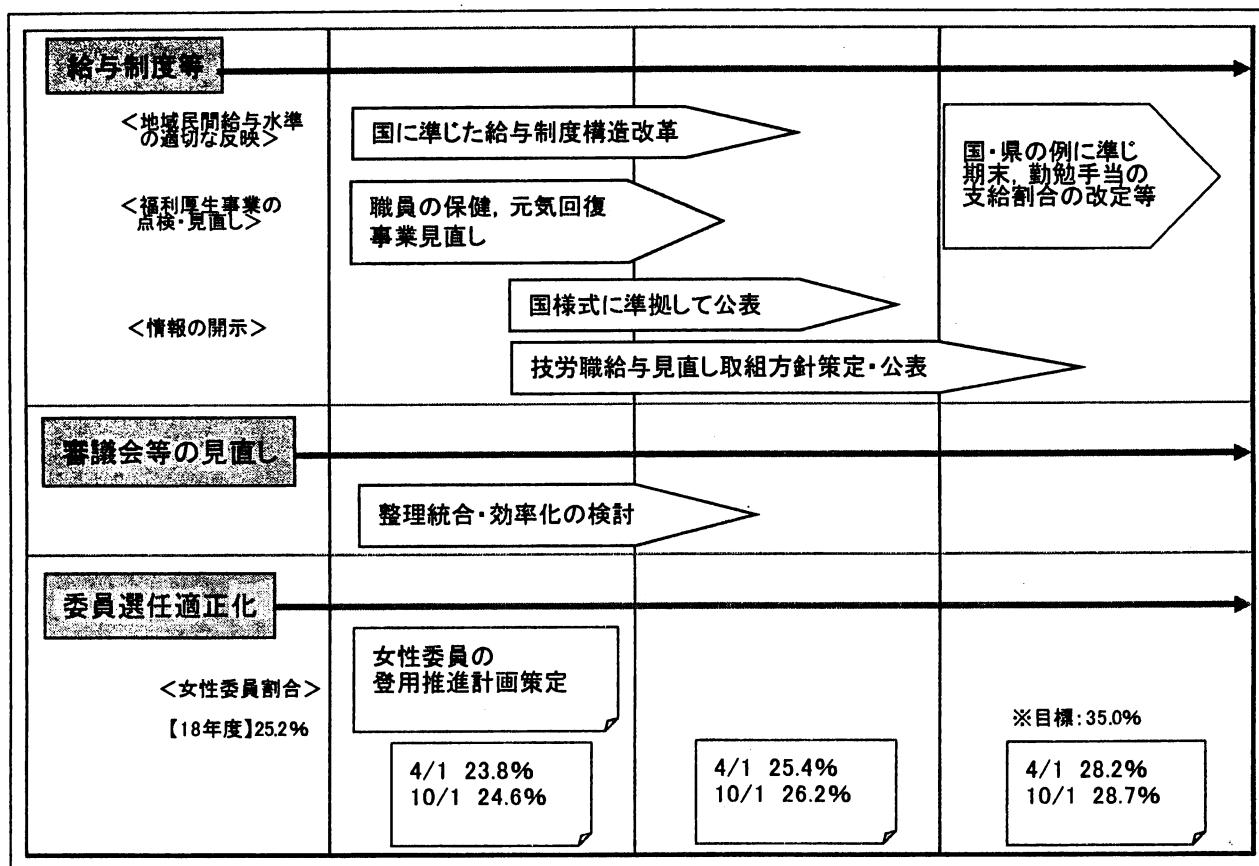 給与制度等
＜地域民間給与水準
の適切な反映＞
国に準じた給与制度構造改革
国・県の例に準じ
期末，勤勉手当の
支給割合の改定等
＜福利厚生事業の
点検・見直し＞
職員の保健，元気回復
事業見直し
国様式に準拠して公表
＜情報の開示＞
技労職給与見直し取組方針策定・公表
審議会等の見直し
整理統合・効率化の検討
委員選任適正化
女性委員の
登用推進計画策定
＜女性委員割合＞
【18年度】25.2%
※目標：35.0%
4/1 23.8%
10/1 24.6%
4/1 25.4%
10/1 26.2%
4/1 28.2%
10/1 28.7%